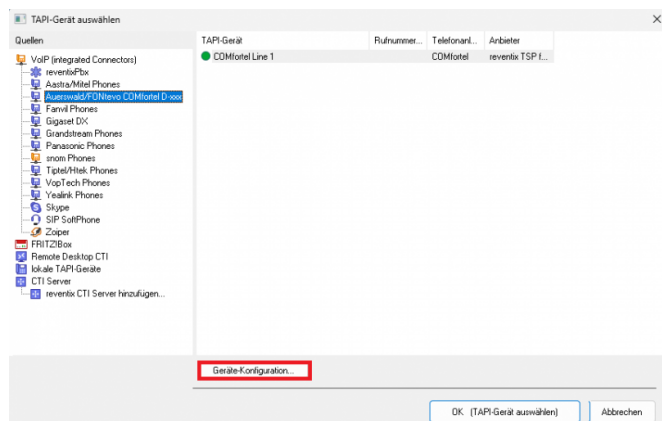 TAPI-Gerät auswählen
Quellen
TAPI-Gerät Rufnummer... Telefonanl... Anbieter
VoIP (integrated Connectors)
reventixPbx
Aastra/Mitel Phones
Auerswald/FONtevo COMfortel D-xxx
Fanvil Phones
Gigaset DX
Grandstream Phones
Panasonic Phones
snom Phones
Tiptel/Htek Phones
VopTech Phones
Yealink Phones
Skype
SIP SoftPhone
Zoiper
FRITZ!Box
Remote Desktop CTI
lokale TAPI-Geräte
CTI Server
reventix CTI Server hinzufügen...
COMfortel Line 1 COMfortel reventix TSP f...
Geräte-Konfiguration...
OK (TAPI-Gerät auswählen) Abbrechen